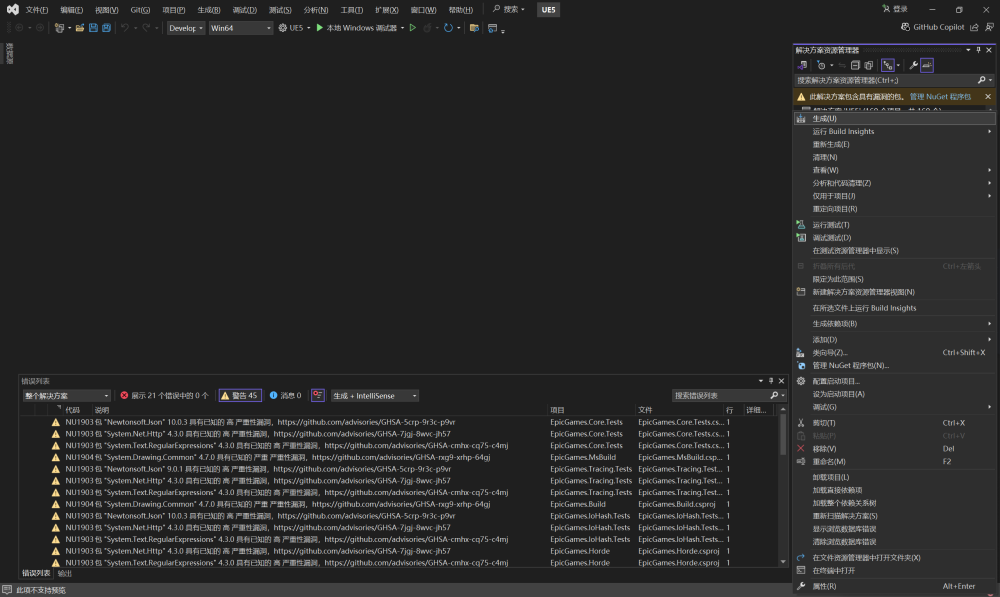 文件(F) 编辑(E) 视图(V) Git(G) 项目(P) 生成(B) 调试(D) 测试(S) 分析(N) 工具(T) 扩展(X) 窗口(W) 帮助(H) 搜索 UE5 登录
Develop Win64 UE5 本地 Windows 调试器 GitHub Copilot
解决方案资源管理器
搜索解决方案资源管理器(Ctrl+;)
此解决方案包含具有漏洞的包。 管理 NuGet 程序包
生成(U)
运行 Build Insights
重新生成(E)
清理(N)
查看(W)
分析和代码清理(Z)
仅用于项目(J)
重定向项目(R)
运行测试(T)
调试测试(D)
在测试资源管理器中显示(S)
折叠所有后代 Ctrl+左箭头
限定为此范围(S)
新建解决方案资源管理器视图(N)
在所选文件上运行 Build Insights
生成依赖项(B)
添加(D)
类向导(Z)... Ctrl+Shift+X
管理 NuGet 程序包(N)...
配置启动项目...
设为启动项目(A)
调试(G)
剪切(T) Ctrl+X
粘贴(P) Ctrl+V
移除(V) Del
重命名(M) F2
卸载项目(L)
加载直接依赖项
加载整个依赖关系树
重新扫描解决方案(S)
显示浏览数据库错误
清除浏览数据库错误
在文件资源管理器中打开文件夹(X)
在终端中打开
属性(R) Alt+Enter
错误列表
整个解决方案 展示 21 个错误中的 0 个 警告 45 消息 0 生成 + IntelliSense 搜索错误列表
代码 说明 项目 文件 行 详细...
NU1903 包 "Newtonsoft.Json" 10.0.3 具有已知的 高 严重性漏洞，https://github.com/advisories/GHSA-5crp-9r3c-p9vr EpicGames.Core.Tests EpicGames.Core.Tests.cs... 1
NU1903 包 "System.Net.Http" 4.3.0 具有已知的 高 严重性漏洞，https://github.com/advisories/GHSA-7jgj-8wvc-jh57 EpicGames.Core.Tests EpicGames.Core.Tests.cs... 1
NU1903 包 "System.Text.RegularExpressions" 4.3.0 具有已知的 高 严重性漏洞，https://github.com/advisories/GHSA-cmhx-cq75-c4mj EpicGames.Core.Tests EpicGames.Core.Tests.cs... 1
NU1904 包 "System.Drawing.Common" 4.7.0 具有已知的 严重 严重性漏洞，https://github.com/advisories/GHSA-rxg9-xrhp-64gj EpicGames.MsBuild EpicGames.MsBuild.csp... 1
NU1903 包 "Newtonsoft.Json" 9.0.1 具有已知的 高 严重性漏洞，https://github.com/advisories/GHSA-5crp-9r3c-p9vr EpicGames.Tracing.Tests EpicGames.Tracing.Test... 1
NU1903 包 "System.Net.Http" 4.3.0 具有已知的 高 严重性漏洞，https://github.com/advisories/GHSA-7jgj-8wvc-jh57 EpicGames.Tracing.Tests EpicGames.Tracing.Test... 1
NU1903 包 "System.Text.RegularExpressions" 4.3.0 具有已知的 高 严重性漏洞，https://github.com/advisories/GHSA-cmhx-cq75-c4mj EpicGames.Tracing.Tests EpicGames.Tracing.Test... 1
NU1904 包 "System.Drawing.Common" 4.7.0 具有已知的 严重 严重性漏洞，https://github.com/advisories/GHSA-rxg9-xrhp-64gj EpicGames.Build EpicGames.Build.csproj 1
NU1903 包 "System.Net.Http" 4.3.0 具有已知的 高 严重性漏洞，https://github.com/advisories/GHSA-7jgj-8wvc-jh57 EpicGames.IoHash.Tests EpicGames.IoHash.Tests... 1
NU1903 包 "System.Text.RegularExpressions" 4.3.0 具有已知的 高 严重性漏洞，https://github.com/advisories/GHSA-cmhx-cq75-c4mj EpicGames.IoHash.Tests EpicGames.IoHash.Tests... 1
NU1903 包 "System.Net.Http" 4.3.0 具有已知的 高 严重性漏洞，https://github.com/advisories/GHSA-7jgj-8wvc-jh57 EpicGames.Horde EpicGames.Horde.csproj 1
NU1903 包 "System.Text.RegularExpressions" 4.3.0 具有已知的 高 严重性漏洞，https://github.com/advisories/GHSA-cmhx-cq75-c4mj EpicGames.Horde EpicGames.Horde.csproj 1
错误列表 输出
此项不支持预览